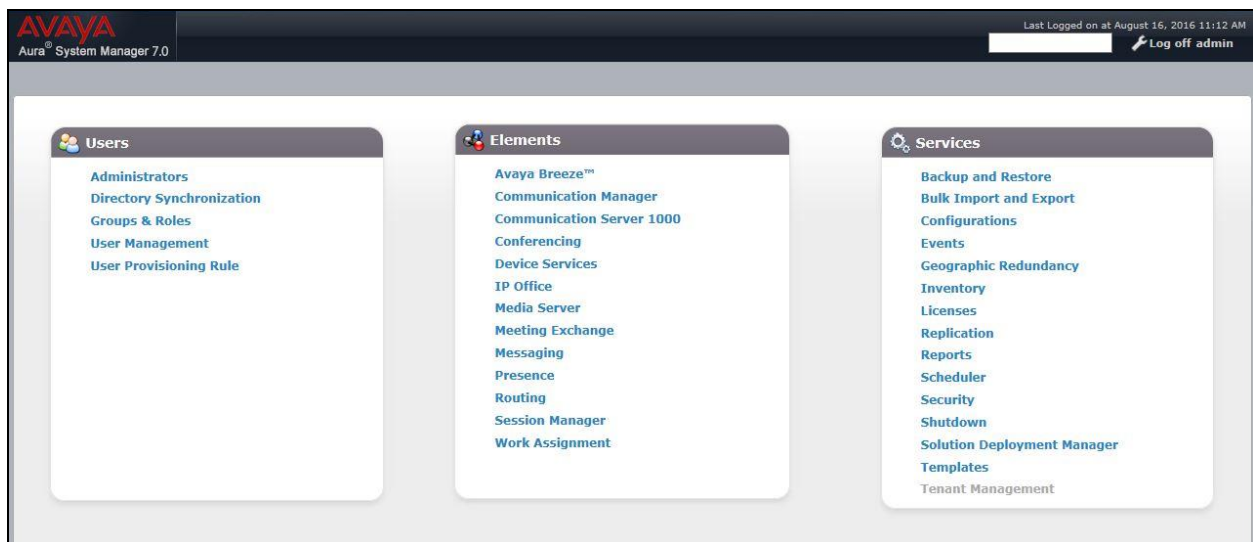 AVAYA
Aura® System Manager 7.0
Last Logged on at August 16, 2016 11:12 AM
Log off admin
Users
Administrators
Directory Synchronization
Groups & Roles
User Management
User Provisioning Rule
Elements
Avaya Breeze™
Communication Manager
Communication Server 1000
Conferencing
Device Services
IP Office
Media Server
Meeting Exchange
Messaging
Presence
Routing
Session Manager
Work Assignment
Services
Backup and Restore
Bulk Import and Export
Configurations
Events
Geographic Redundancy
Inventory
Licenses
Replication
Reports
Scheduler
Security
Shutdown
Solution Deployment Manager
Templates
Tenant Management